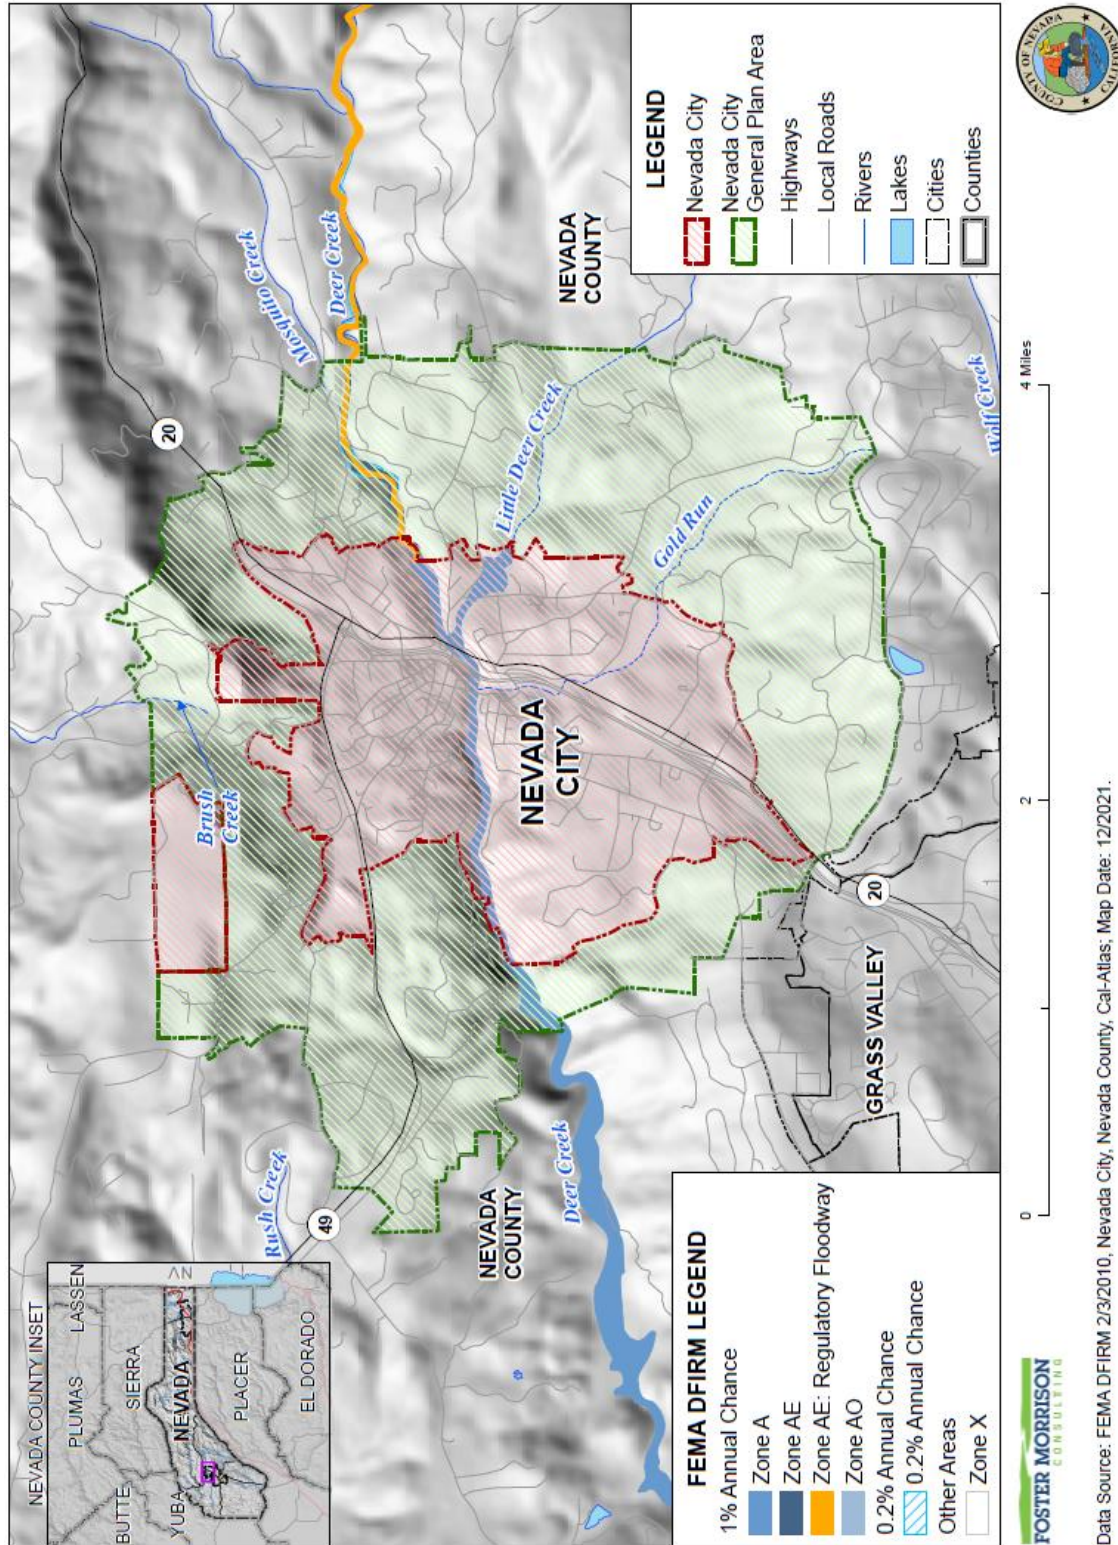 NEVADA COUNTY INSET
PLUMAS
LASSEN
BUTTE
SIERRA
YUBA
NEVADA
PLACER
EL DORADO
N
Rush Creek
49
Brush
Creek
20
Mosquito Creek
Deer Creek
NEVADA
COUNTY
NEVADA
CITY
Little Deer Creek
Gold Run
NEVADA
COUNTY
Deer Creek
GRASS VALLEY
20
Wolf Creek
FEMA DFIRM LEGEND
1% Annual Chance
Zone A
Zone AE
Zone AE: Regulatory Floodway
Zone AO
0.2% Annual Chance
0.2% Annual Chance
Other Areas
Zone X
LEGEND
Nevada City
Nevada City
General Plan Area
Highways
Local Roads
Rivers
Lakes
Cities
Counties
0
2
4 Miles
FOSTER MORRISON
CONSULTING
COUNTY OF NEVADA
CALIFORNIA
Data Source: FEMA DFIRM 2/3/2010, Nevada City, Nevada County, Cal-Atlas; Map Date: 12/2021.